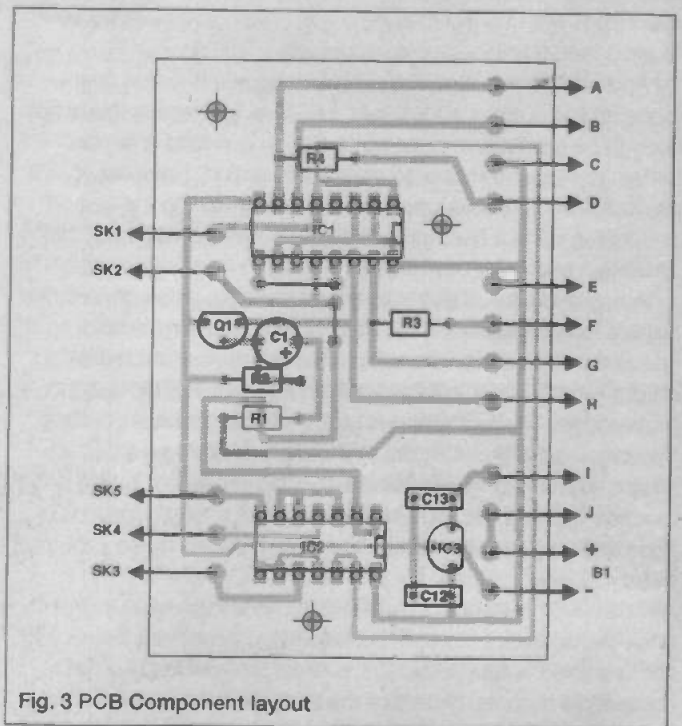 A
B
R4
C
D
SK1
IC1
SK2
E
Q1
C1
+
+
R3
F
G
R2
H
R1
I
SK5
C13
J
SK4
IC2
IC3
+
B1
SK3
C12
-
Fig. 3 PCB Component layout